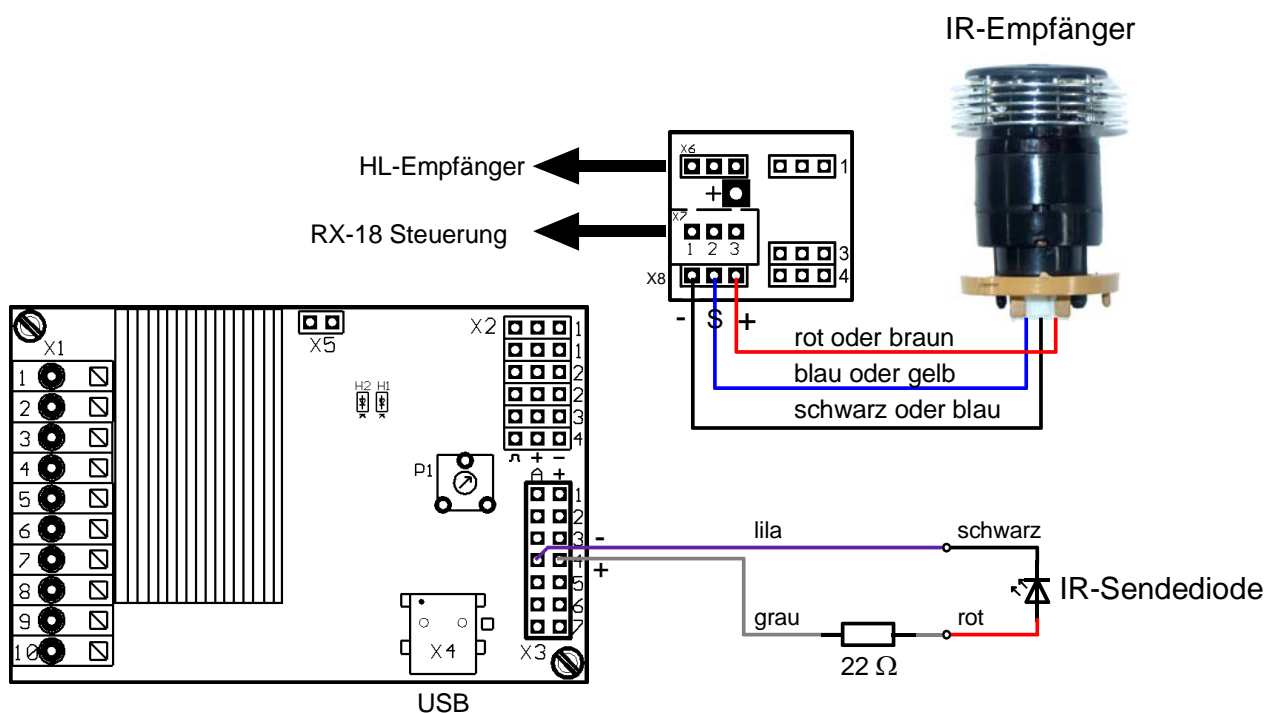 IR-Empfänger
X6
HL-Empfänger
1
+
X7
RX-18 Steuerung
1 2 3
3
X8
4
- S +
rot oder braun
blau oder gelb
schwarz oder blau
X1
X5
X2
1
1
2
2
3
4
H2 H1
+ -
P1
+
1
2
3
4
5
6
7
8
9
10
1
2
3
4
5
6
7
-
+
X4
X3
USB
lila
schwarz
IR-Sendediode
grau
rot
22 Ω